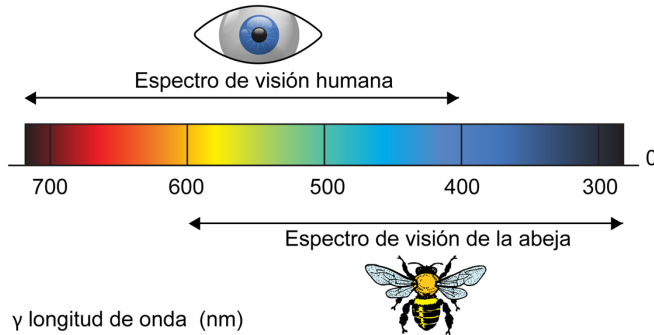 Espectro de visión humana
0
700 600 500 400 300
Espectro de visión de la abeja
γ longitud de onda (nm)